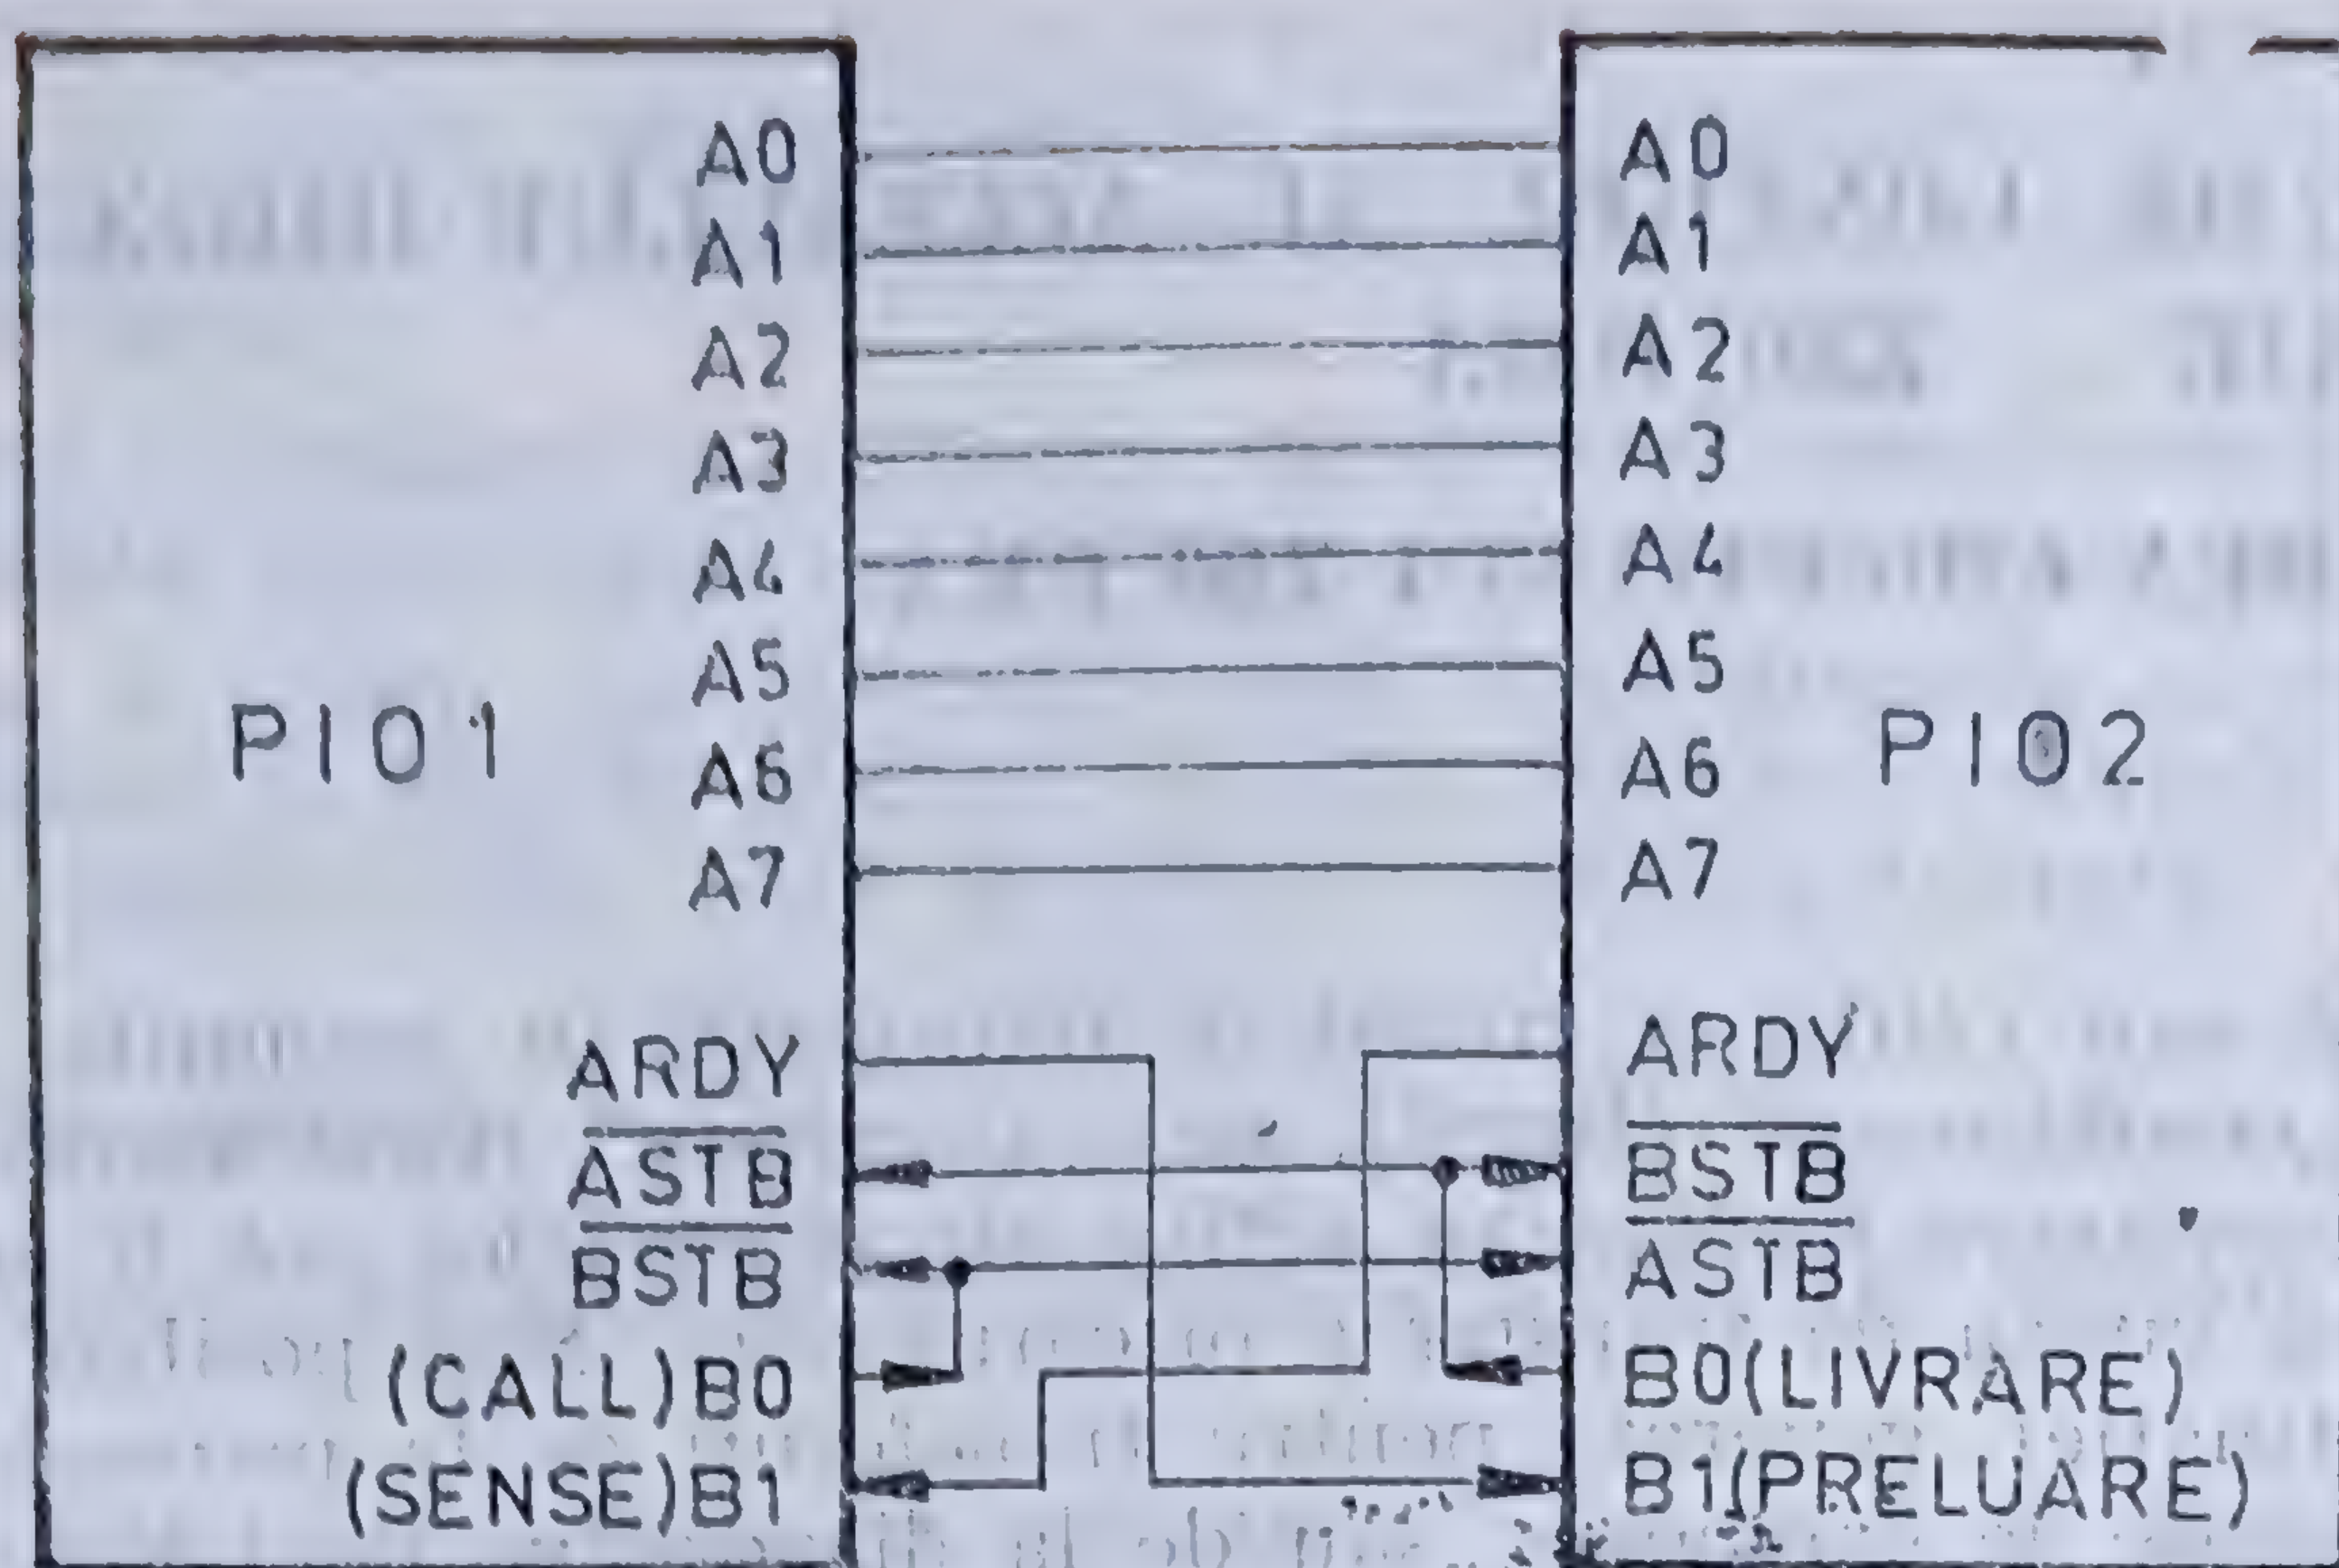 A0 A0
A1 A1
A2 A2
A3 A3
A4 A4
A5 A5
PIO1 A6 A6 PIO2
A7 A7
ARDY ARDY
ASTB BSTB
BSTB ASTB
(CALL)B0 B0(LIVRARE)
(SENSE)B1 B1(PRELUARE)